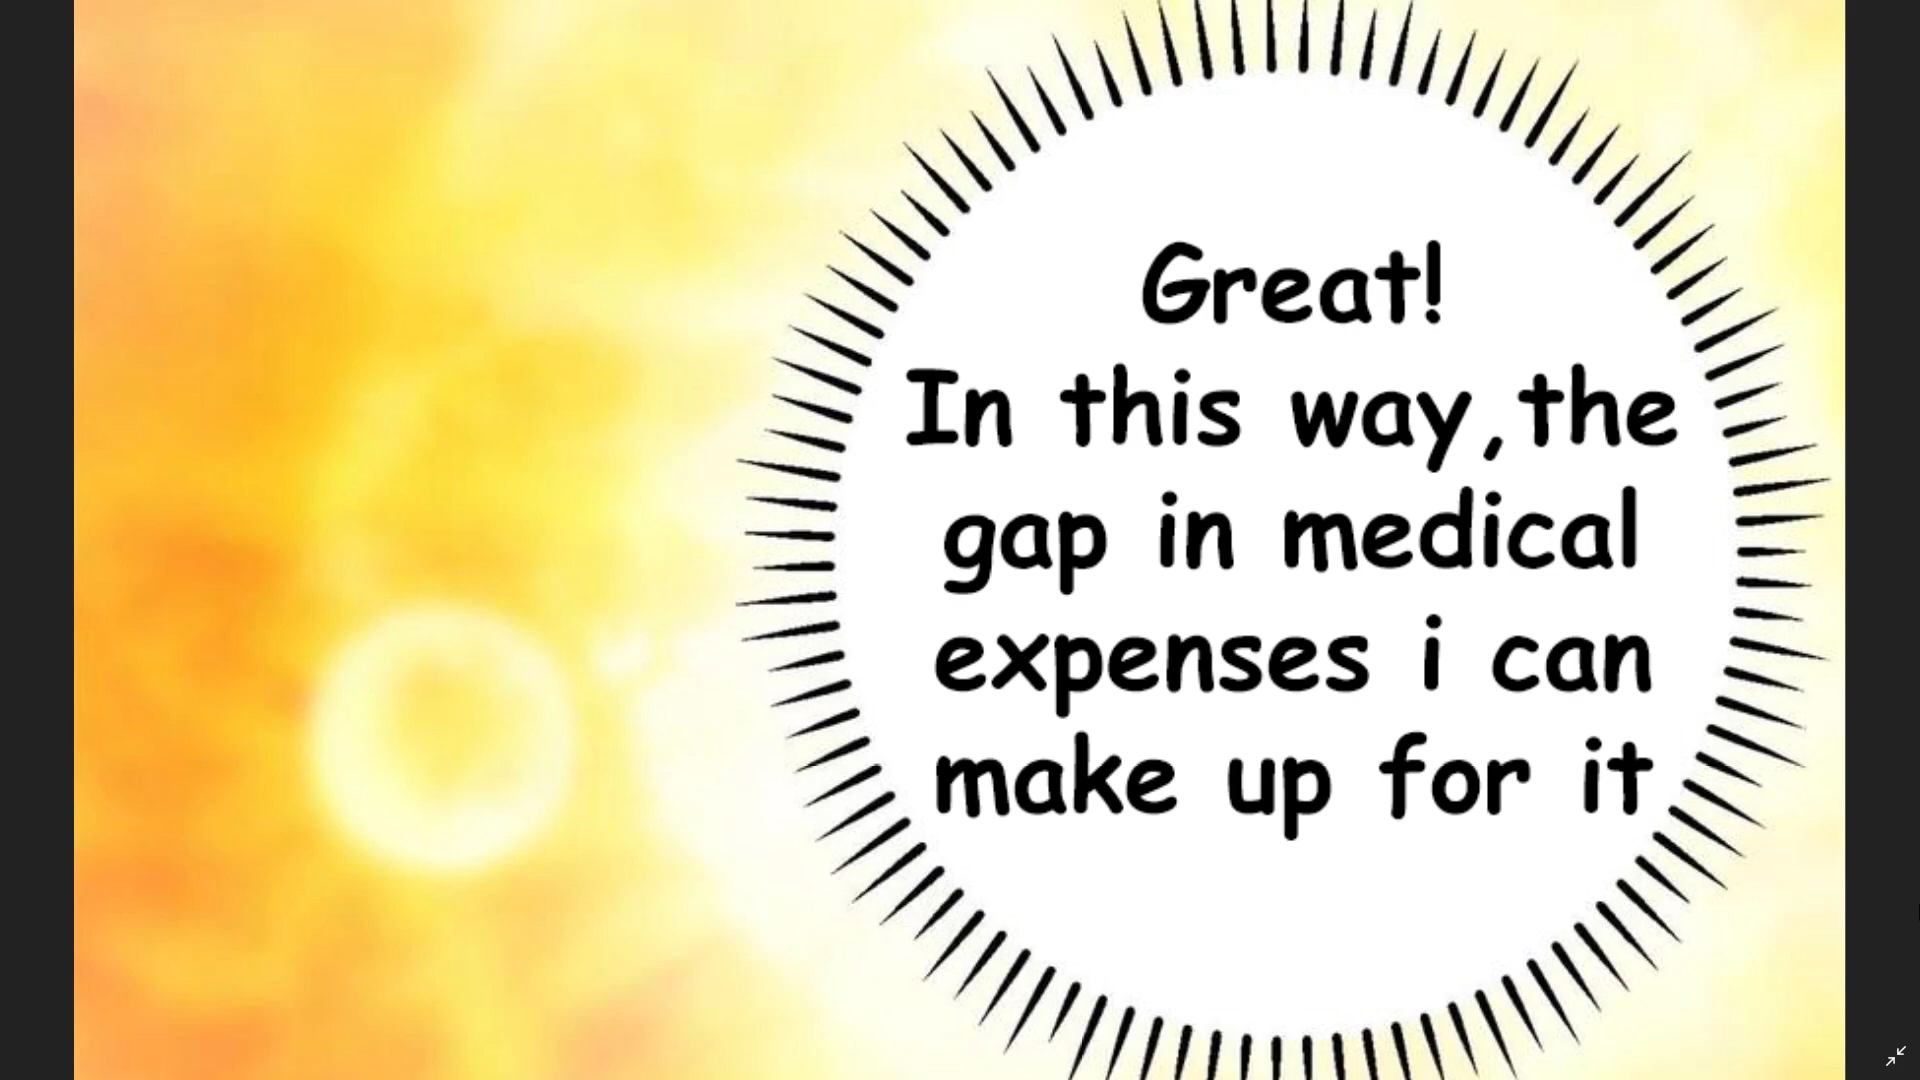 Great!
In this way,the
gap in medical
expenses i can
make up for it